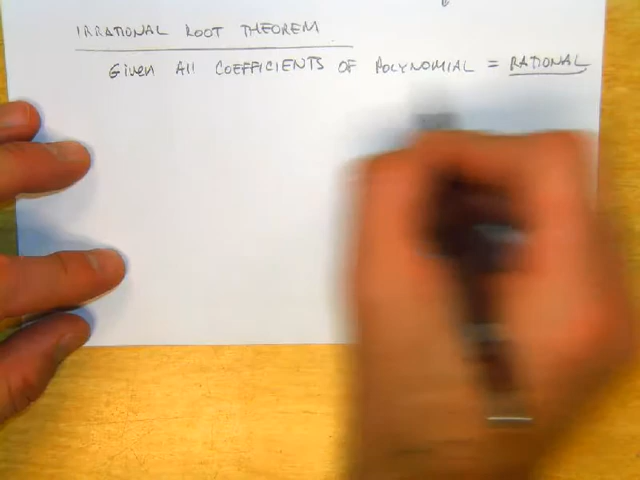 IRRATIONAL ROOT THEOREM
Given All COEFFICIENTS OF POLYNOMIAL = RATIONAL